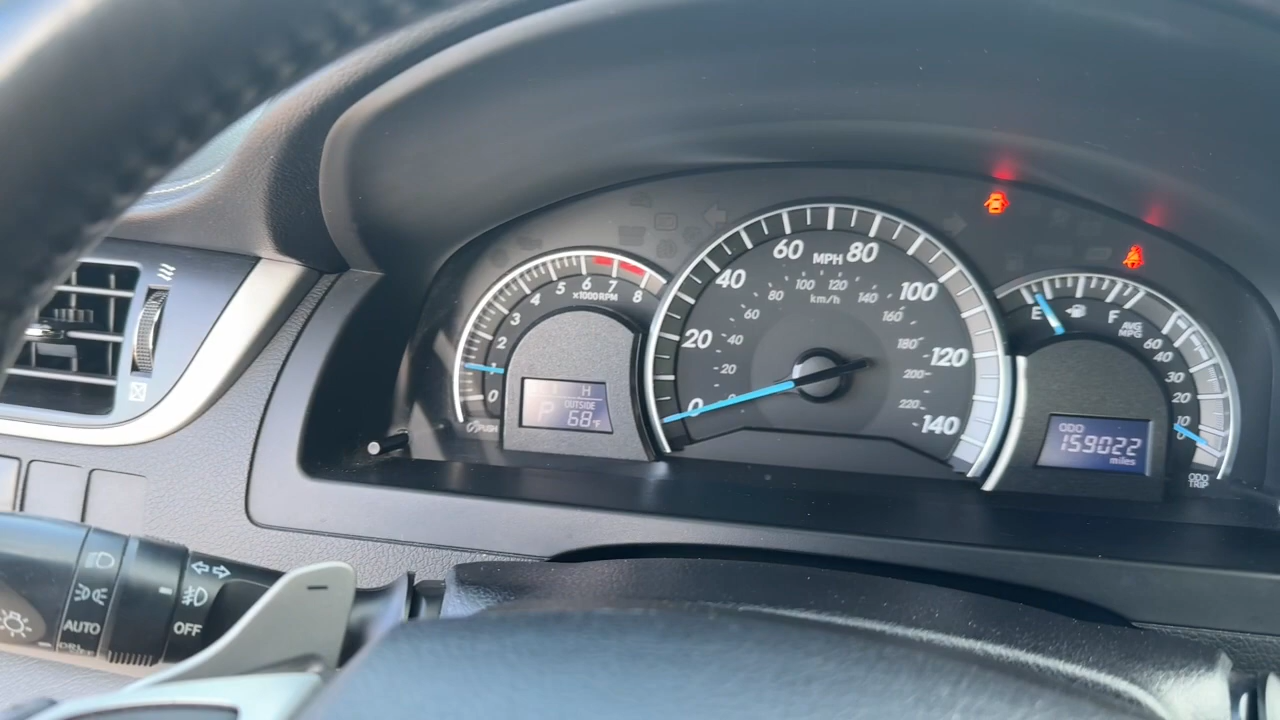 0 2 3 4 5 6 7 8
x1000RPM
H
P
OUTSIDE
68°F
PUSH
0 20 40 60 80 100 120 140
MPH
20 40 60 80 100 120 140 160 180 200 220
km/h
E F
AVG
MPG
60
40
30
20
10
0
ODO
159022
miles
ODO
TRIP
AUTO
OFF